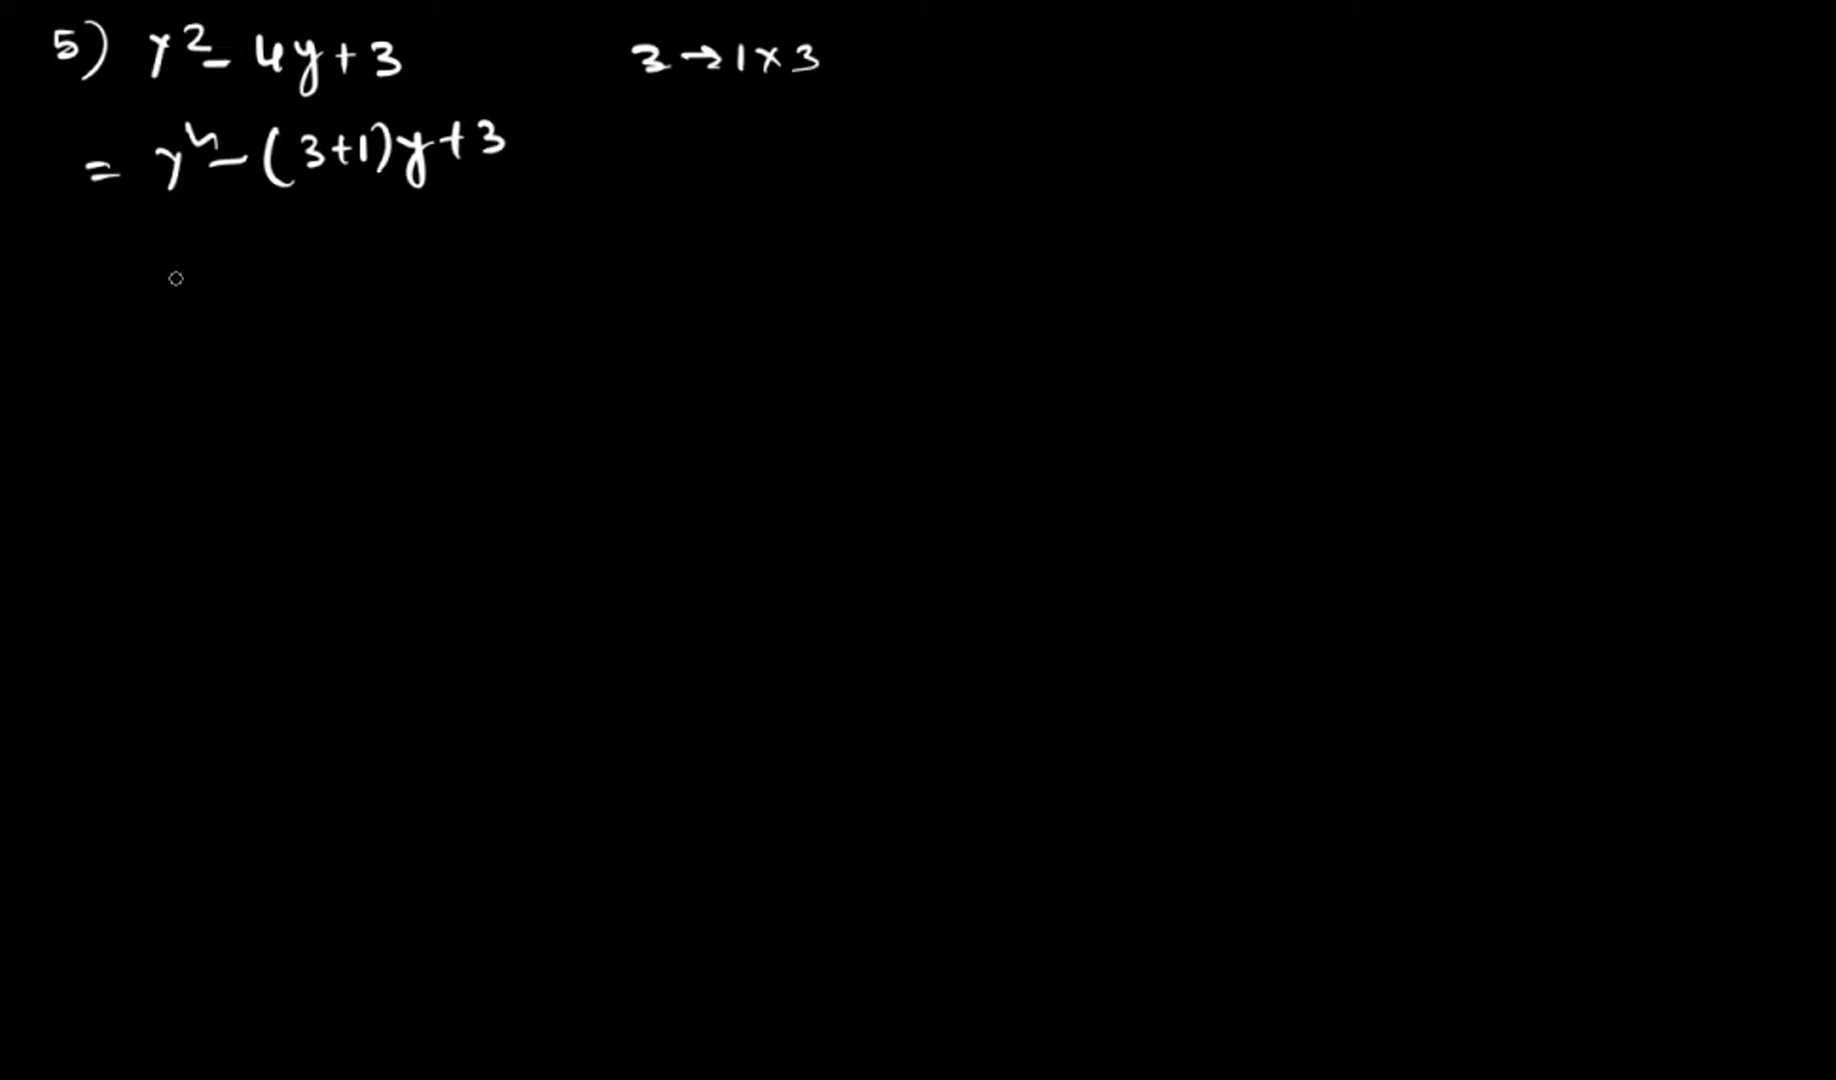 5) y² - 4y + 3
3 → 1 × 3
= y² - (3+1)y + 3